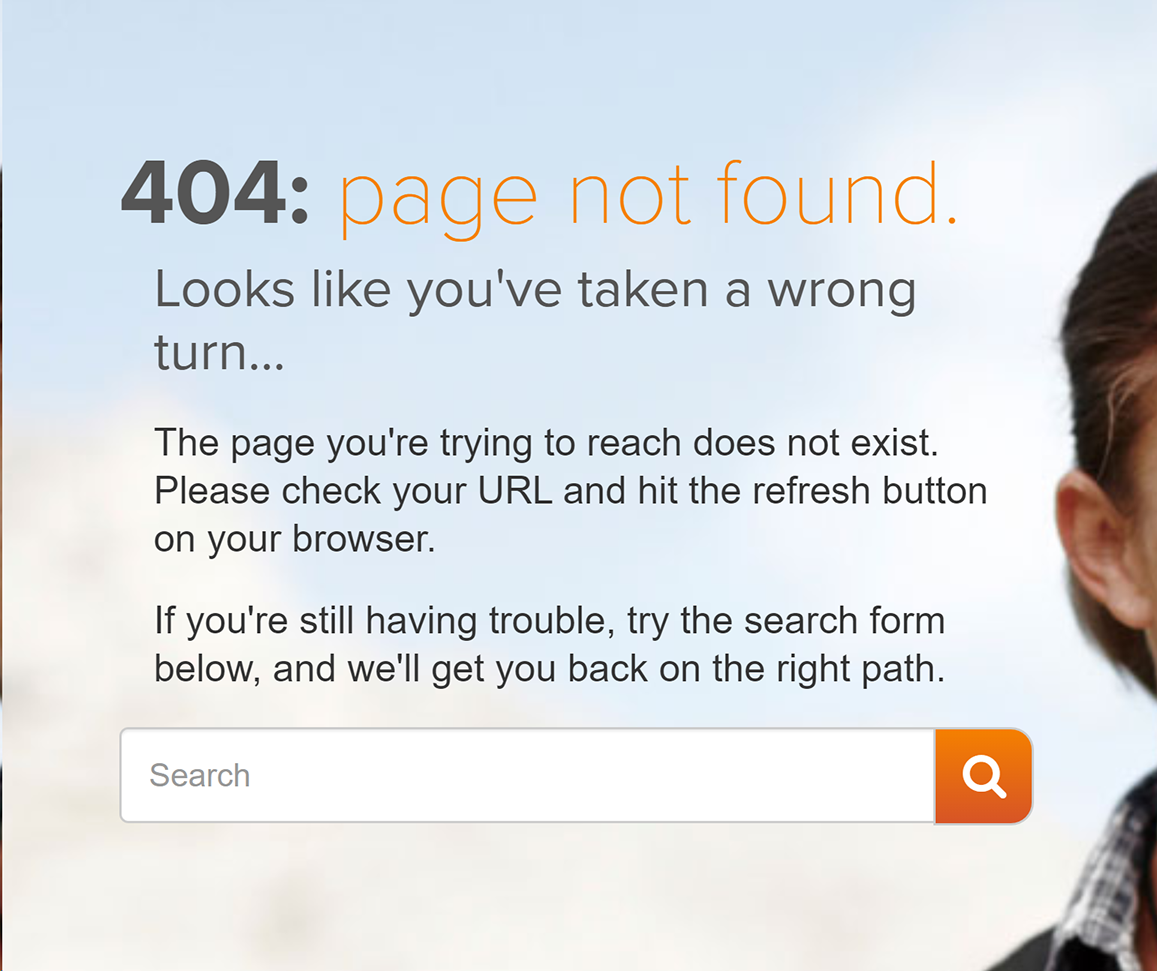 404: page not found.
Looks like you've taken a wrong
turn...
The page you're trying to reach does not exist.
Please check your URL and hit the refresh button
on your browser.
If you're still having trouble, try the search form
below, and we'll get you back on the right path.
Search